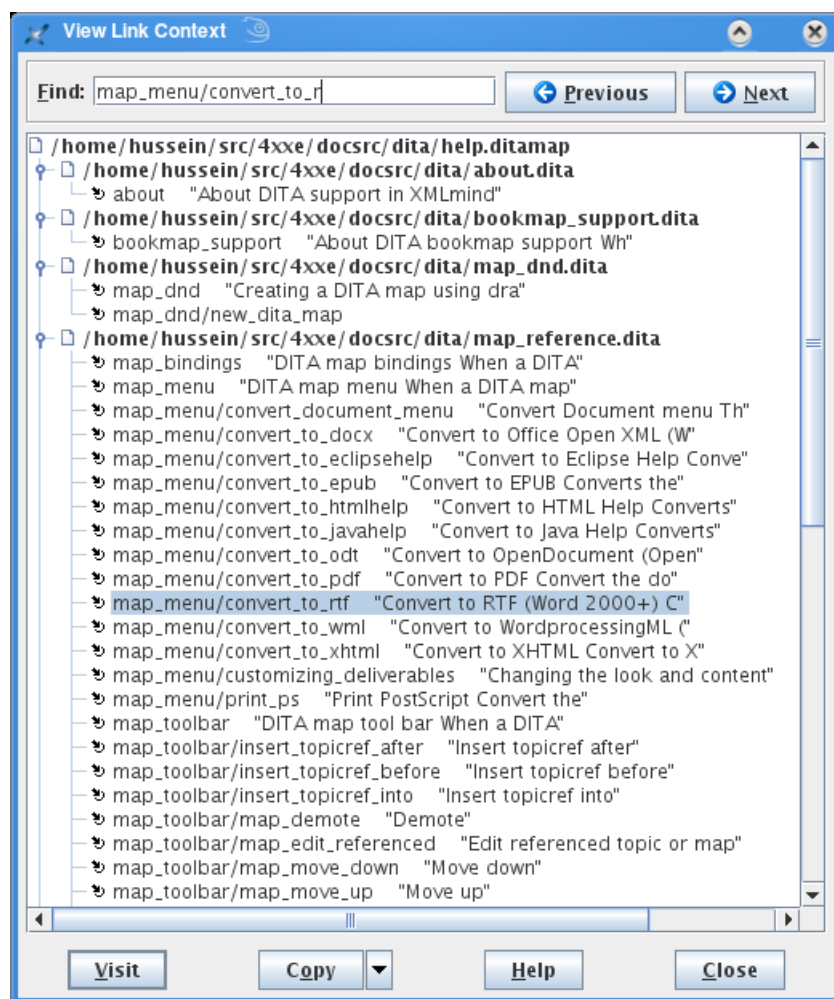 View Link Context
Find: map_menu/convert_to_r Previous Next
/home/hussein/src/4xxe/docsrc/dita/help.ditamap
/home/hussein/src/4xxe/docsrc/dita/about.dita
about "About DITA support in XMLmind"
/home/hussein/src/4xxe/docsrc/dita/bookmap_support.dita
bookmap_support "About DITA bookmap support Wh"
/home/hussein/src/4xxe/docsrc/dita/map_dnd.dita
map_dnd "Creating a DITA map using dra"
map_dnd/new_dita_map
/home/hussein/src/4xxe/docsrc/dita/map_reference.dita
map_bindings "DITA map bindings When a DITA"
map_menu "DITA map menu When a DITA map"
map_menu/convert_document_menu "Convert Document menu Th"
map_menu/convert_to_docx "Convert to Office Open XML (W"
map_menu/convert_to_eclipsehelp "Convert to Eclipse Help Conve"
map_menu/convert_to_epub "Convert to EPUB Converts the"
map_menu/convert_to_htmlhelp "Convert to HTML Help Converts"
map_menu/convert_to_javahelp "Convert to Java Help Converts"
map_menu/convert_to_odt "Convert to OpenDocument (Open"
map_menu/convert_to_pdf "Convert to PDF Convert the do"
map_menu/convert_to_rtf "Convert to RTF (Word 2000+) C"
map_menu/convert_to_wml "Convert to WordprocessingML ("
map_menu/convert_to_xhtml "Convert to XHTML Convert to X"
map_menu/customizing_deliverables "Changing the look and content"
map_menu/print_ps "Print PostScript Convert the"
map_toolbar "DITA map tool bar When a DITA"
map_toolbar/insert_topicref_after "Insert topicref after"
map_toolbar/insert_topicref_before "Insert topicref before"
map_toolbar/insert_topicref_into "Insert topicref into"
map_toolbar/map_demote "Demote"
map_toolbar/map_edit_referenced "Edit referenced topic or map"
map_toolbar/map_move_down "Move down"
map_toolbar/map_move_up "Move up"
Visit Copy Help Close